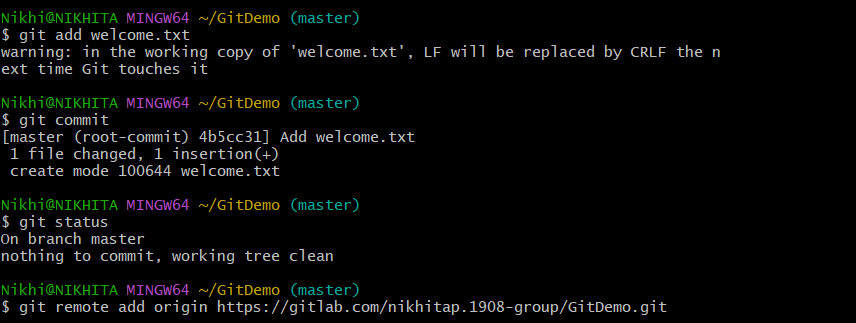 Nikhi@NIKHITA MINGW64 ~/GitDemo (master)
$ git add welcome.txt
warning: in the working copy of 'welcome.txt', LF will be replaced by CRLF the n
ext time Git touches it
Nikhi@NIKHITA MINGW64 ~/GitDemo (master)
$ git commit
[master (root-commit) 4b5cc31] Add welcome.txt
 1 file changed, 1 insertion(+)
 create mode 100644 welcome.txt
Nikhi@NIKHITA MINGW64 ~/GitDemo (master)
$ git status
On branch master
nothing to commit, working tree clean
Nikhi@NIKHITA MINGW64 ~/GitDemo (master)
$ git remote add origin https://gitlab.com/nikhitap.1908-group/GitDemo.git